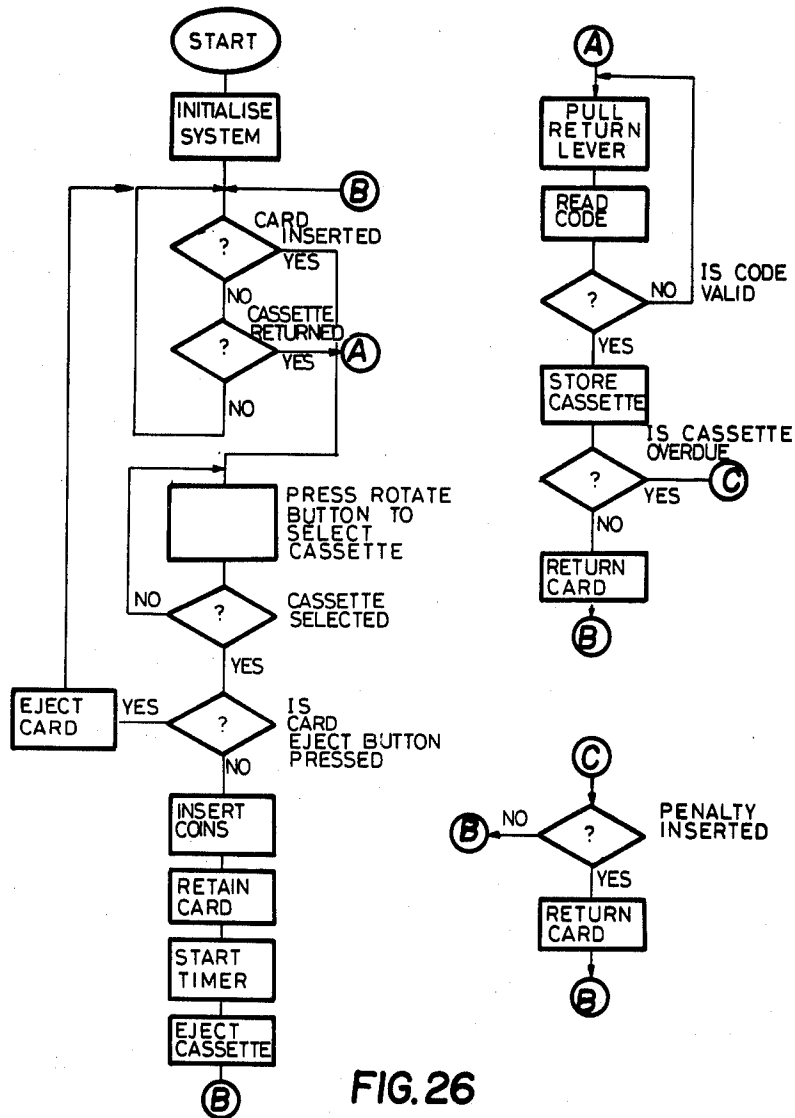 START
INITIALISE
SYSTEM
B
CARD
INSERTED
?
YES
NO
CASSETTE
RETURNED
?
YES
A
NO
PRESS ROTATE
BUTTON TO
SELECT
CASSETTE
NO
?
CASSETTE
SELECTED
YES
EJECT
CARD
YES
?
IS
CARD
EJECT BUTTON
PRESSED
NO
INSERT
COINS
RETAIN
CARD
START
TIMER
EJECT
CASSETTE
B
A
PULL
RETURN
LEVER
READ
CODE
?
NO
IS CODE
VALID
YES
STORE
CASSETTE
IS CASSETTE
OVERDUE
?
YES
C
NO
RETURN
CARD
B
C
B
NO
?
PENALTY
INSERTED
YES
RETURN
CARD
B
FIG. 26